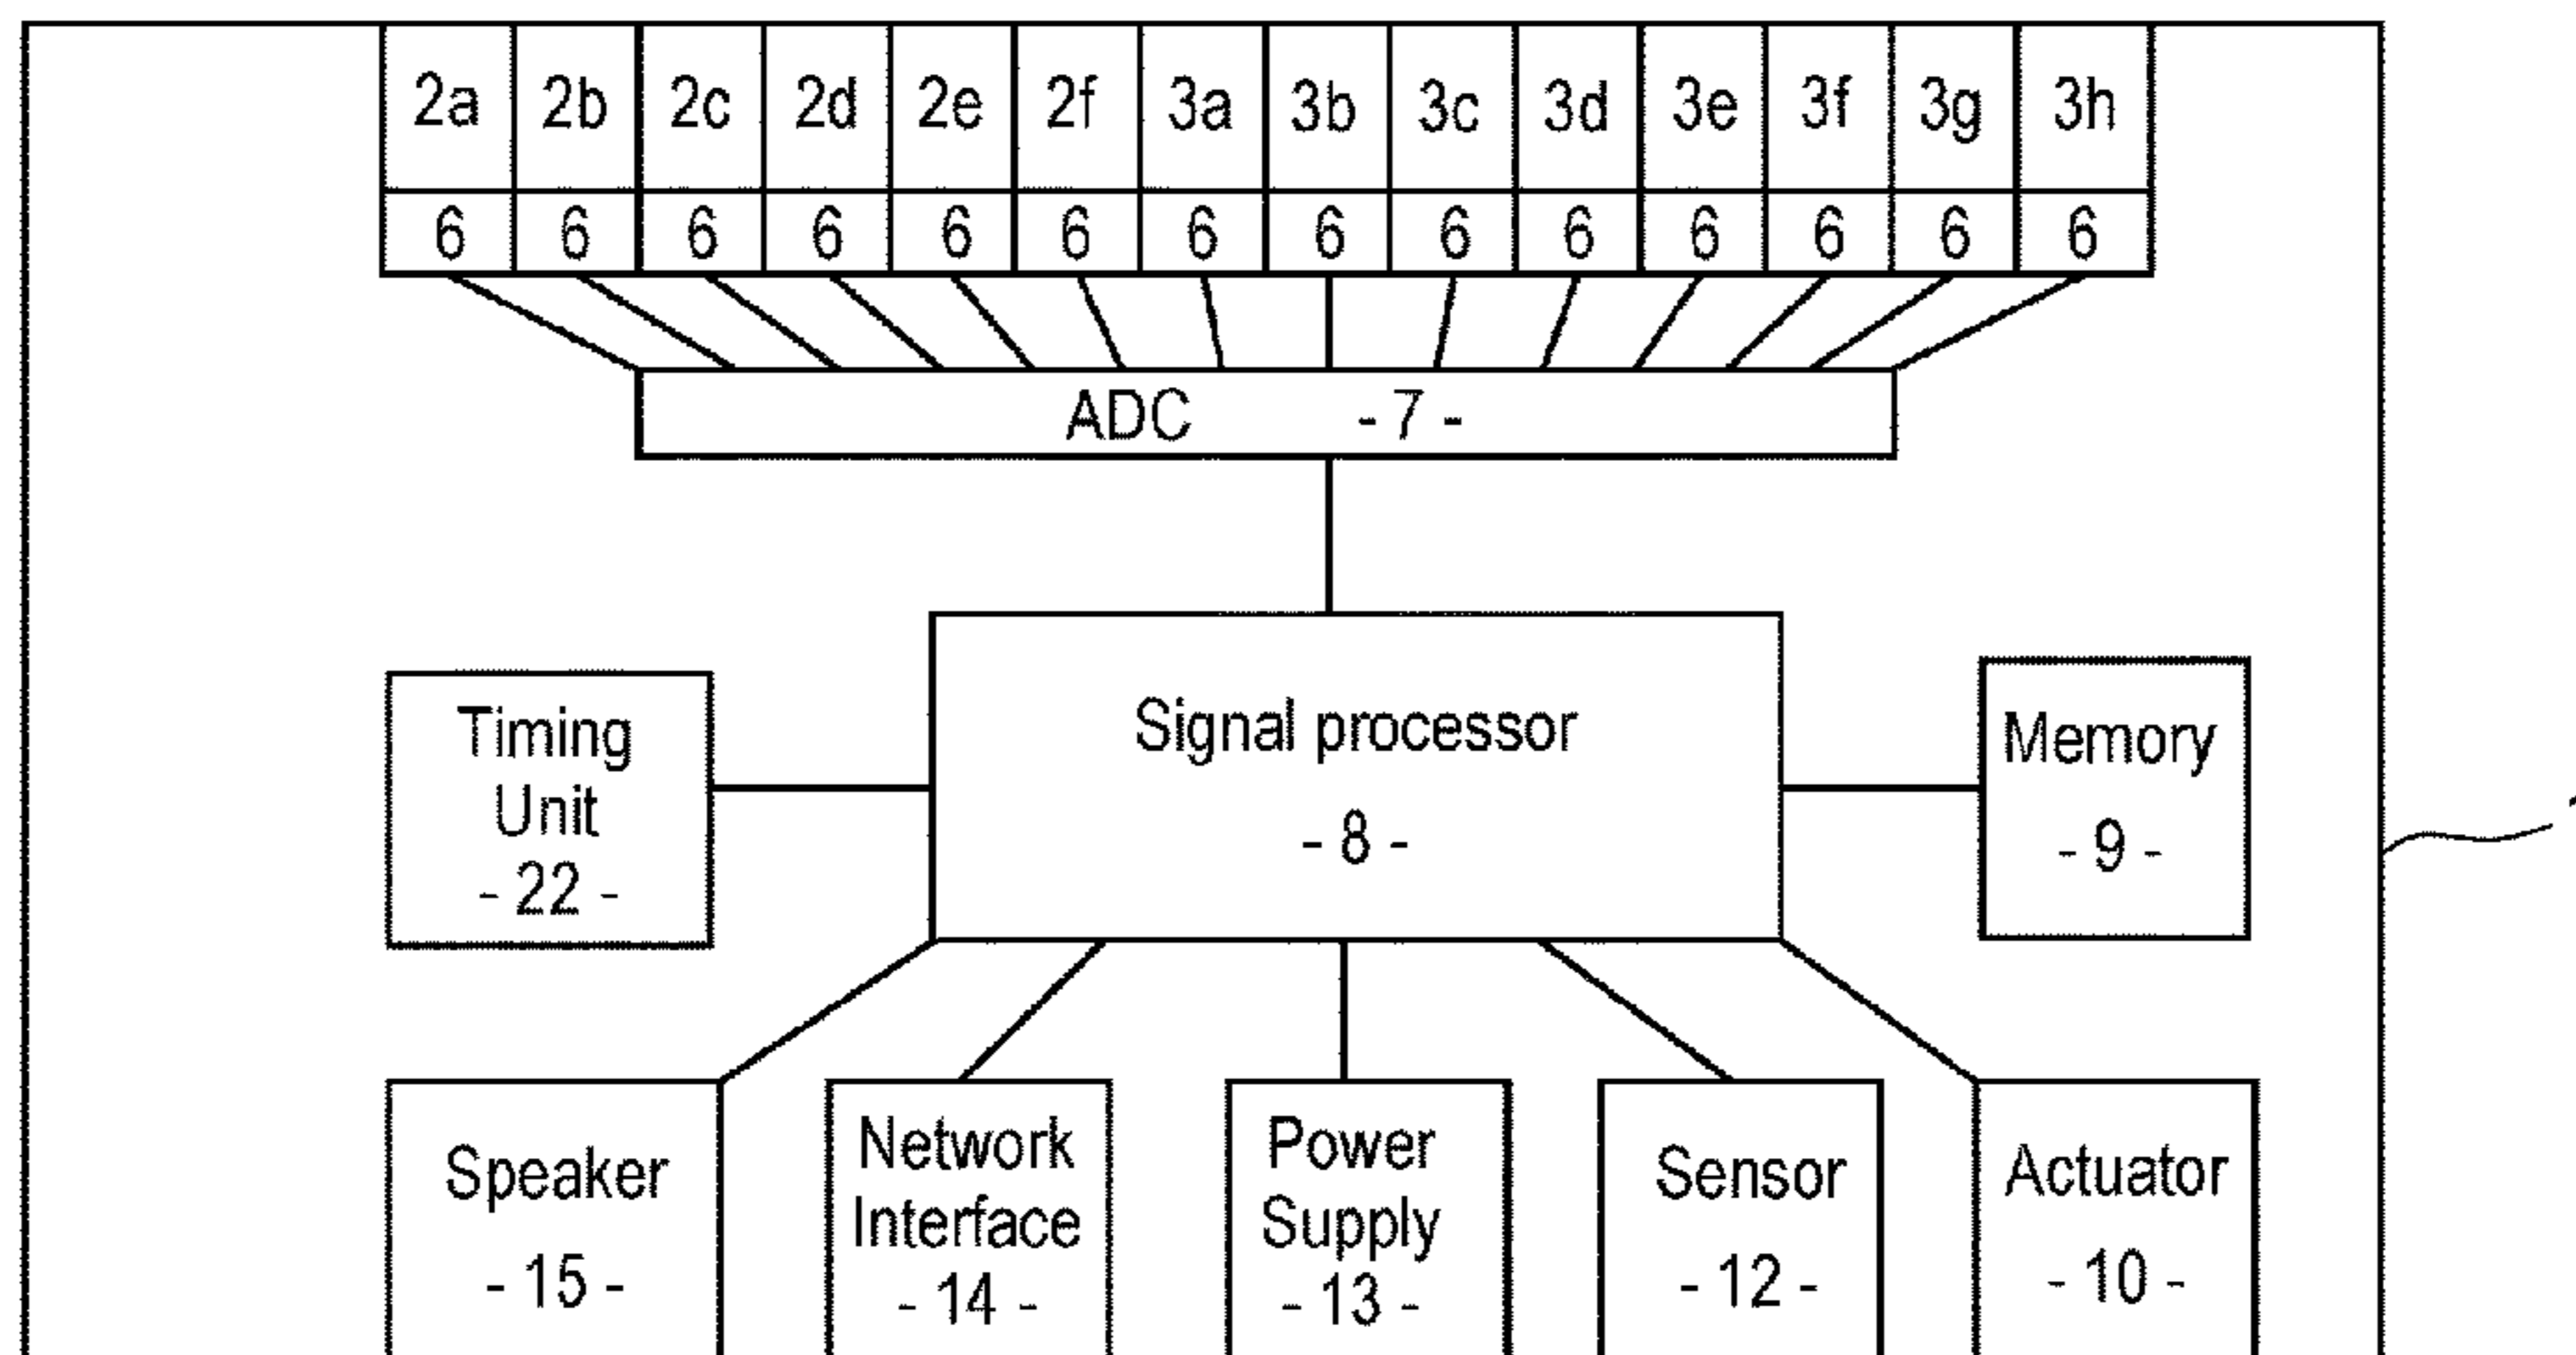 2a 2b 2c 2d 2e 2f 3a 3b 3c 3d 3e 3f 3g 3h
6 6 6 6 6 6 6 6 6 6 6 6 6 6
ADC - 7 -
Timing
Unit
- 22 -
Signal processor
- 8 -
Memory
- 9 -
Speaker
- 15 -
Network
Interface
- 14 -
Power
Supply
- 13 -
Sensor
- 12 -
Actuator
- 10 -